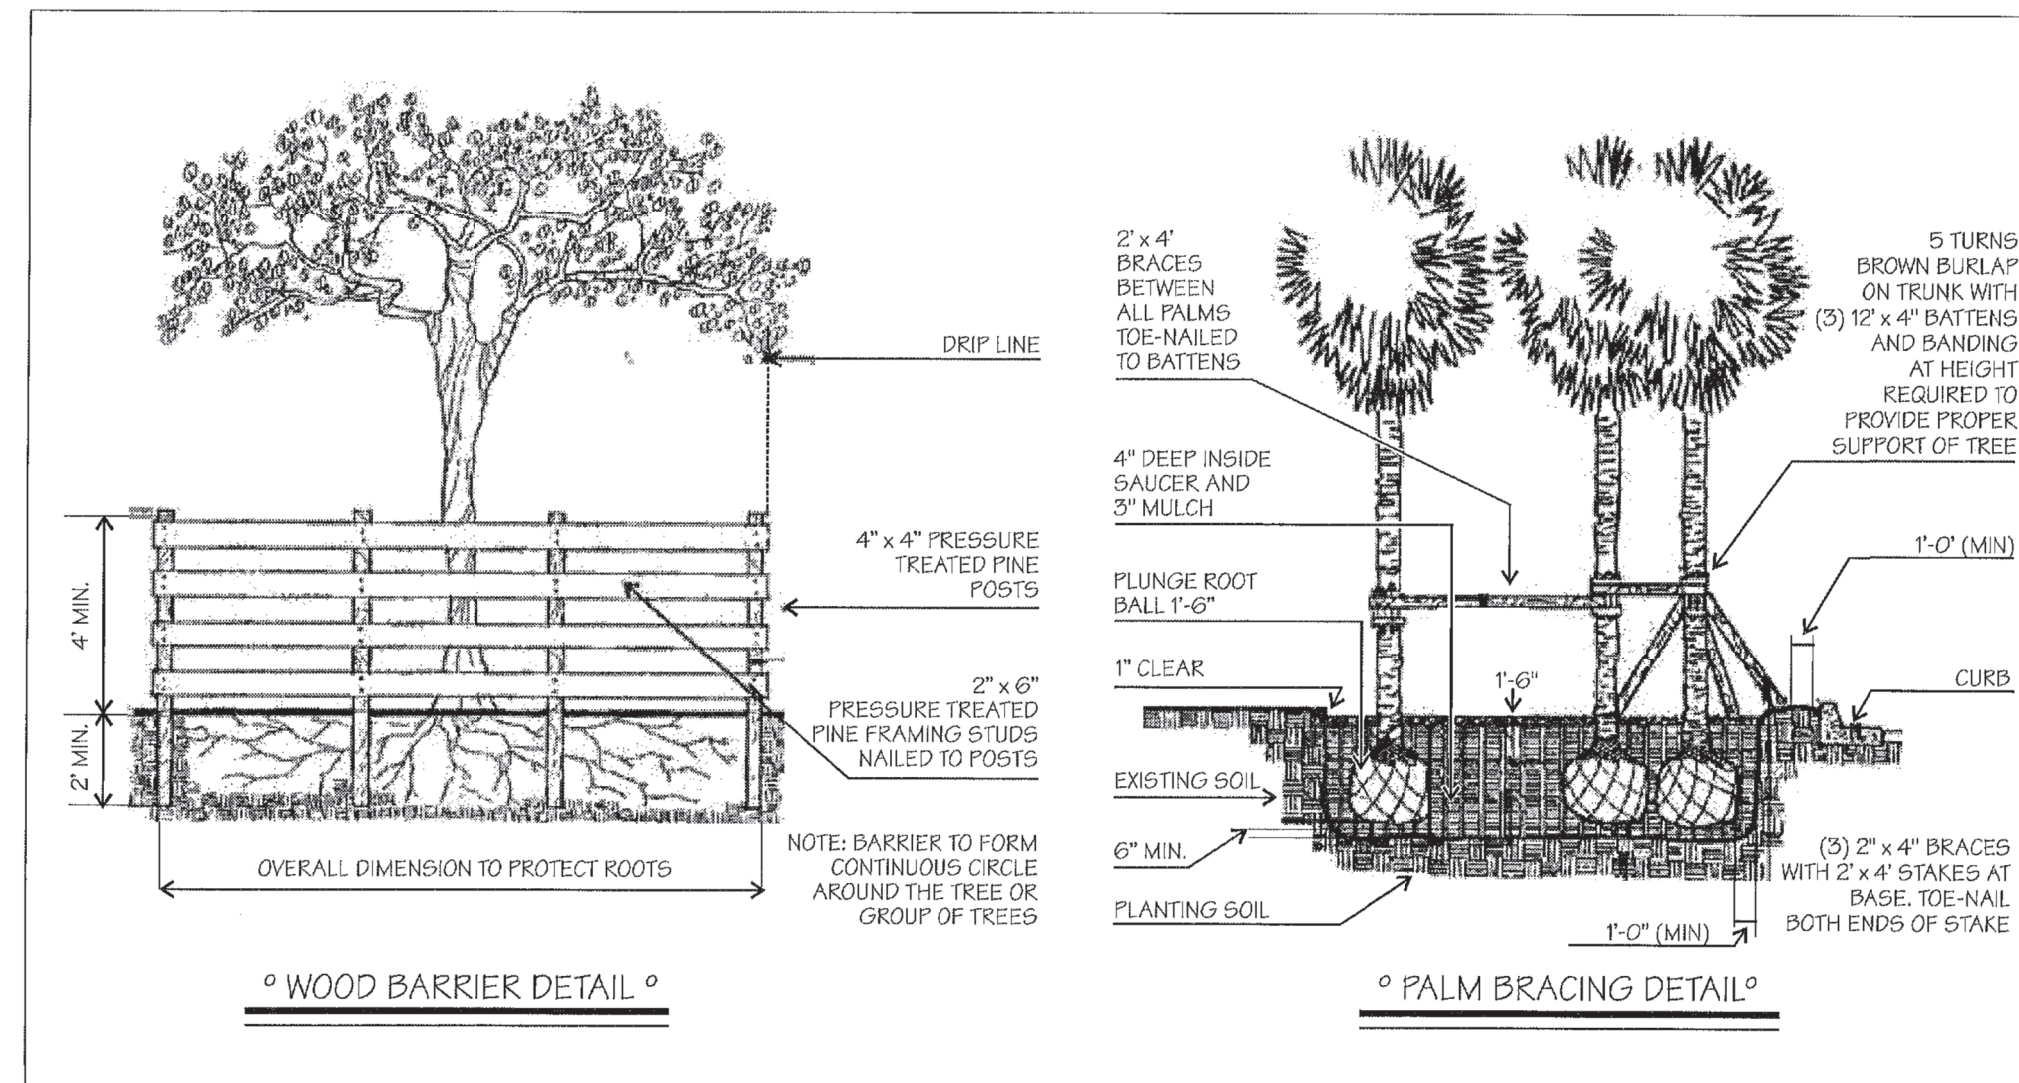 DRIP LINE
4" x 4" PRESSURE
TREATED PINE
POSTS
4' MIN.
2' MIN.
2" x 6"
PRESSURE TREATED
PINE FRAMING STUDS
NAILED TO POSTS
OVERALL DIMENSION TO PROTECT ROOTS
NOTE: BARRIER TO FORM
CONTINUOUS CIRCLE
AROUND THE TREE OR
GROUP OF TREES
° WOOD BARRIER DETAIL °
2' x 4'
BRACES
BETWEEN
ALL PALMS
TOE-NAILED
TO BATTENS
4" DEEP INSIDE
SAUCER AND
3" MULCH
PLUNGE ROOT
BALL 1'-6"
1" CLEAR
1'-6"
EXISTING SOIL
6" MIN.
PLANTING SOIL
5 TURNS
BROWN BURLAP
ON TRUNK WITH
(3) 12' x 4" BATTENS
AND BANDING
AT HEIGHT
REQUIRED TO
PROVIDE PROPER
SUPPORT OF TREE
1'-0' (MIN)
CURB
(3) 2" x 4" BRACES
WITH 2' x 4' STAKES AT
BASE. TOE-NAIL
BOTH ENDS OF STAKE
1'-0" (MIN)
° PALM BRACING DETAIL°